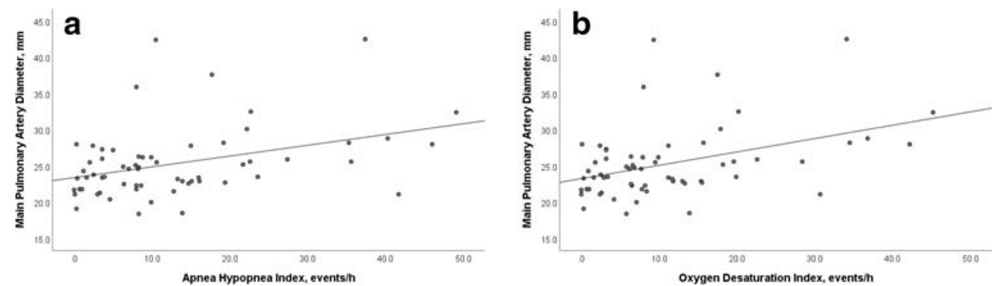 a
45.0
40.0
35.0
30.0
25.0
20.0
15.0
Main Pulmonary Artery Diameter, mm
.0 10.0 20.0 30.0 40.0 50.0
Apnea Hypopnea Index, events/h
b
45.0
40.0
35.0
30.0
25.0
20.0
15.0
Main Pulmonary Artery Diameter, mm
.0 10.0 20.0 30.0 40.0 50.0
Oxygen Desaturation Index, events/h